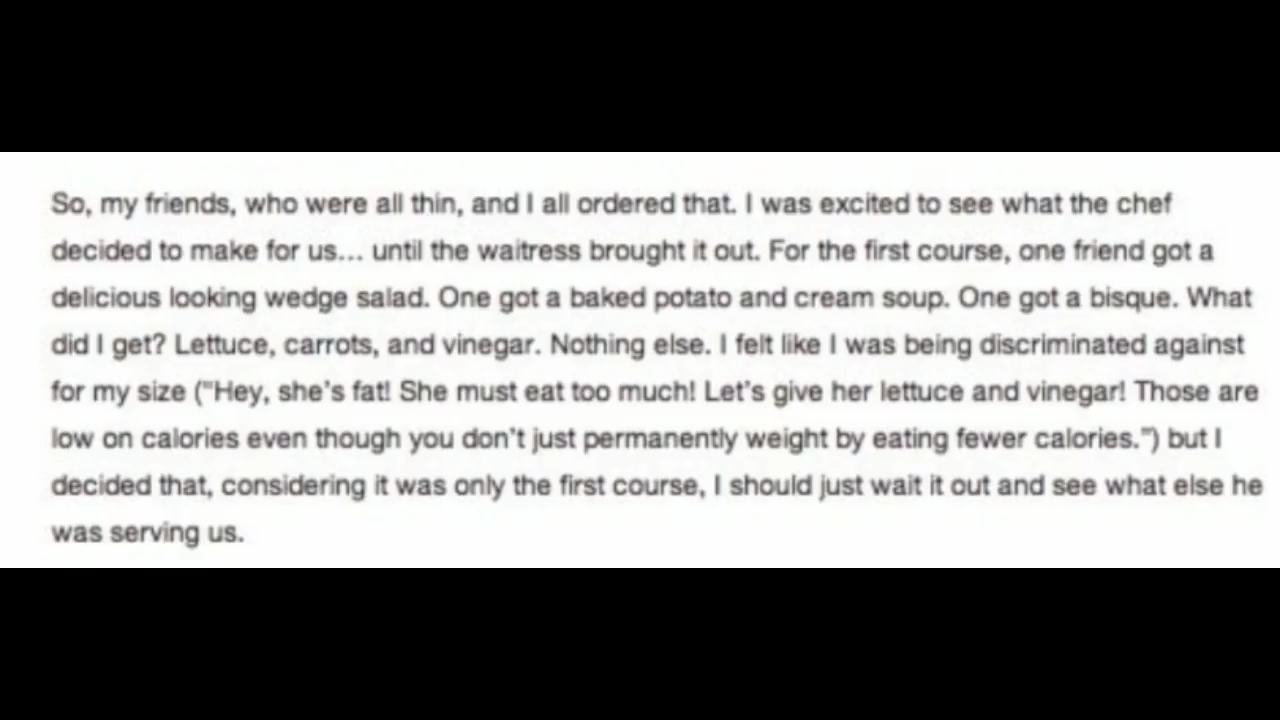 So, my friends, who were all thin, and I all ordered that. I was excited to see what the chef
decided to make for us... until the waitress brought it out. For the first course, one friend got a
delicious looking wedge salad. One got a baked potato and cream soup. One got a bisque. What
did I get? Lettuce, carrots, and vinegar. Nothing else. I felt like I was being discriminated against
for my size ("Hey, she's fat! She must eat too much! Let's give her lettuce and vinegar! Those are
low on calories even though you don't just permanently weight by eating fewer calories.") but I
decided that, considering it was only the first course, I should just wait it out and see what else he
was serving us.